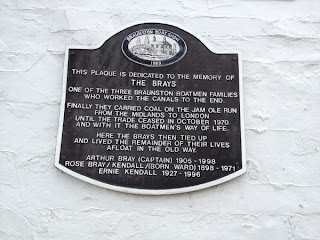 BRAUNSTON BOAT SHOP
THIS PLAQUE IS DEDICATED TO THE MEMORY OF
THE BRAYS
ONE OF THE THREE BRAUNSTON BOATMEN FAMILIES
WHO WORKED THE CANALS TO THE END.
FINALLY THEY CARRIED COAL ON THE JAM 'OLE RUN
FROM THE MIDLANDS TO LONDON
UNTIL THE TRADE CEASED IN OCTOBER 1970
AND WITH IT THE BOATMEN'S WAY OF LIFE.
HERE THE BRAYS THEN TIED UP
AND LIVED THE REMAINDER OF THEIR LIVES
AFLOAT IN THE OLD WAY.
ARTHUR BRAY (CAPTAIN) 1905-1998
ROSE BRAY/KENDALL/(BORN WARD) 1898-1971
ERNIE KENDALL 1927-1996